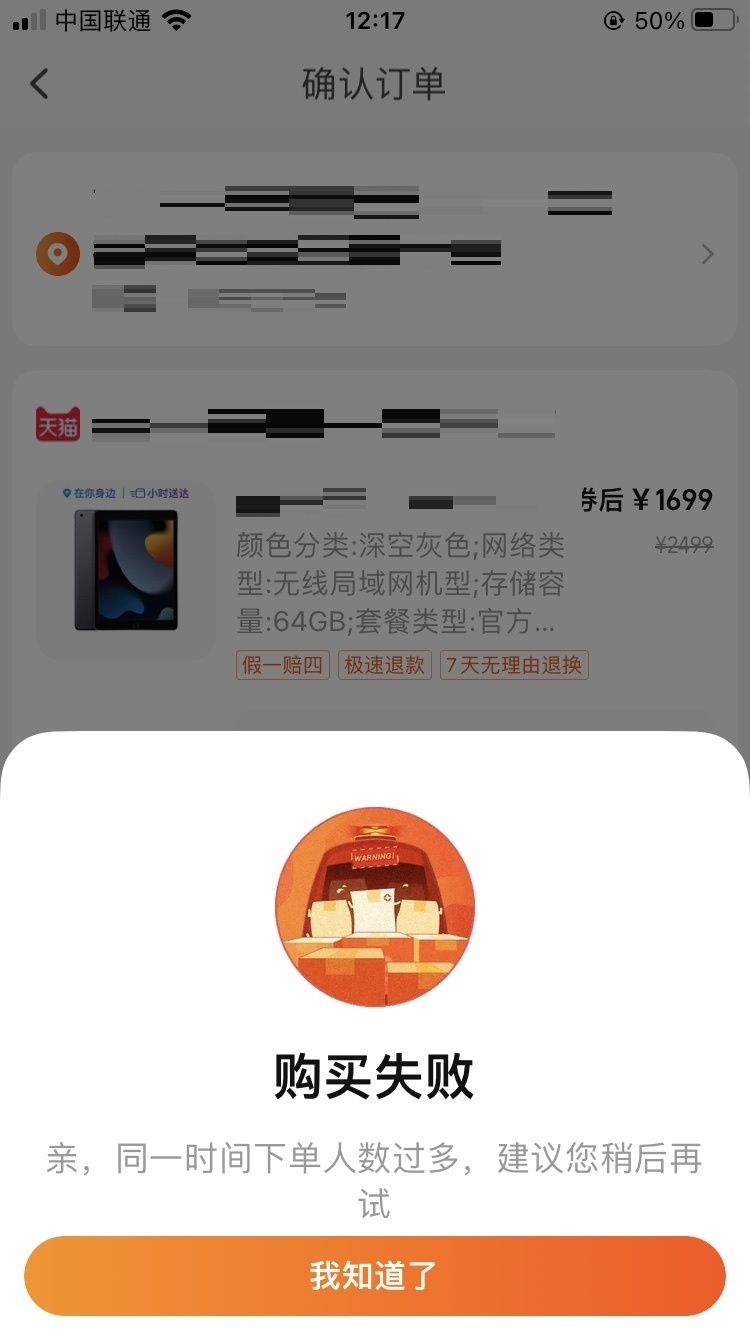 中国联通
12:17
50%
确认订单
天猫
在你身边 | 小时送达
券后 ¥1699
¥2499
颜色分类:深空灰色;网络类
型:无线局域网机型;存储容
量:64GB;套餐类型:官方...
假一赔四 极速退款 7天无理由退换
WARNING!
购买失败
亲，同一时间下单人数过多，建议您稍后再
试
我知道了